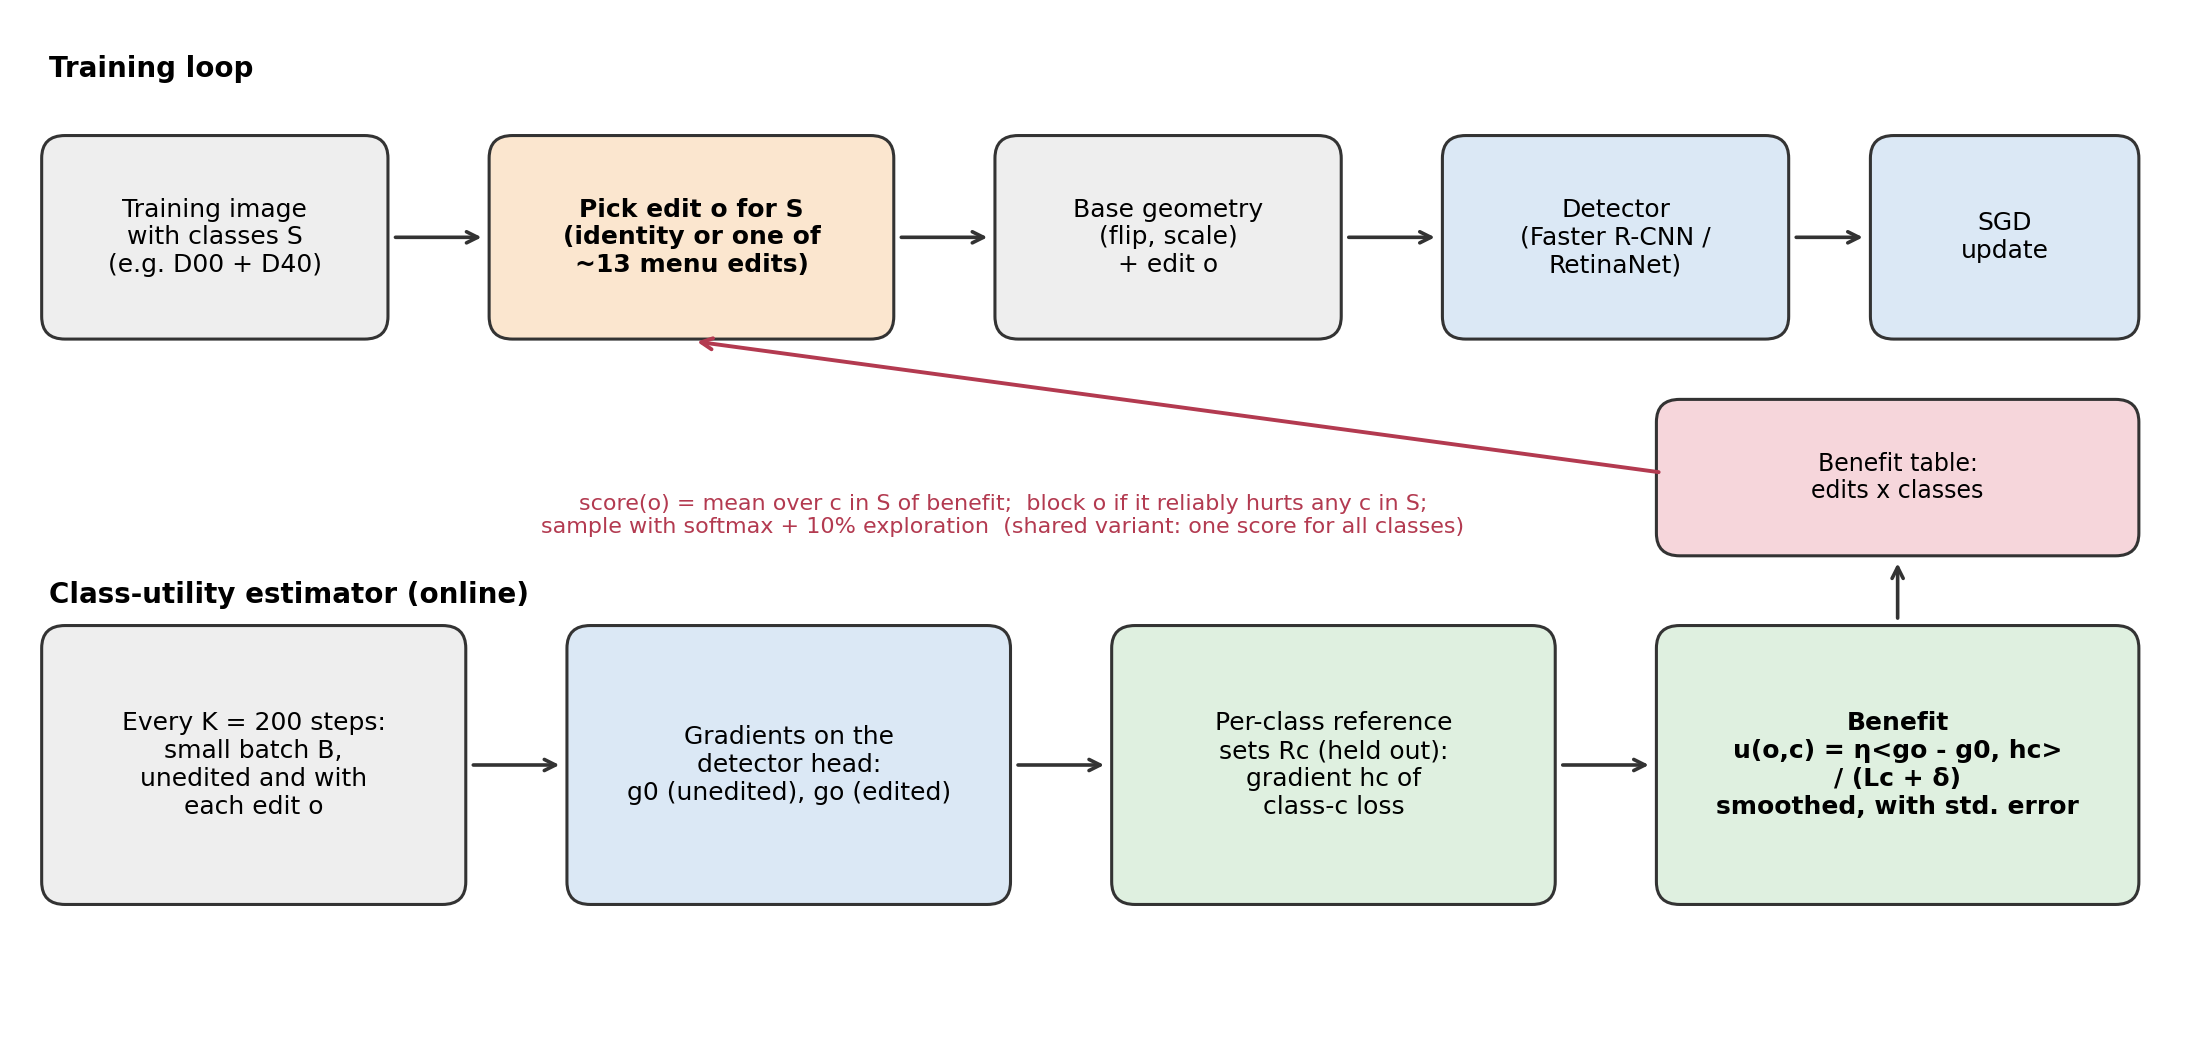 Training loop
Training image
with classes S
(e.g. D00 + D40)
Pick edit o for S
(identity or one of
~13 menu edits)
Base geometry
(flip, scale)
+ edit o
Detector
(Faster R-CNN /
RetinaNet)
SGD
update
Benefit table:
edits x classes
score(o) = mean over c in S of benefit;  block o if it reliably hurts any c in S;
sample with softmax + 10% exploration  (shared variant: one score for all classes)
Class-utility estimator (online)
Every K = 200 steps:
small batch B,
unedited and with
each edit o
Gradients on the
detector head:
g0 (unedited), go (edited)
Per-class reference
sets Rc (held out):
gradient hc of
class-c loss
Benefit
u(o,c) = η<go - g0, hc>
/ (Lc + δ)
smoothed, with std. error